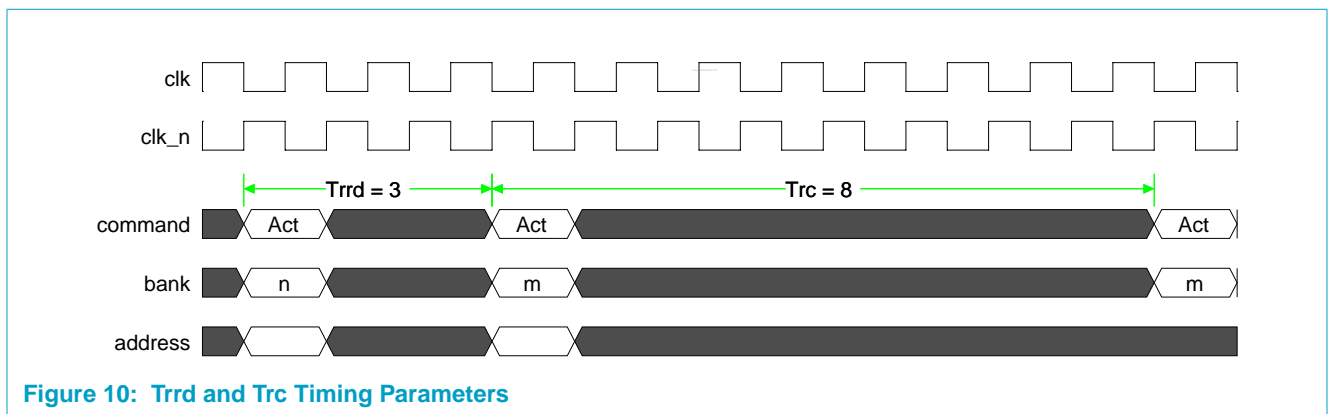 clk
clk_n
Trrd = 3 Trc = 8
command Act Act Act
bank n m m
address
Figure 10: Trrd and Trc Timing Parameters